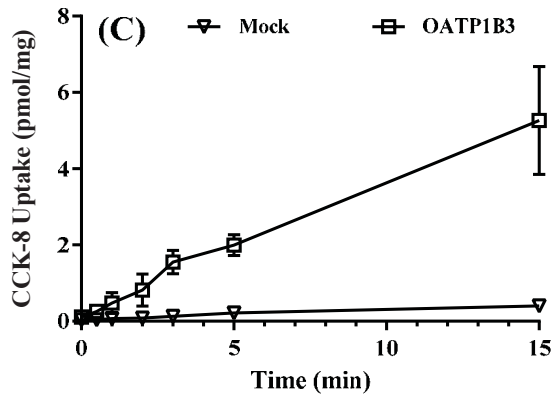 (C)
Mock
OATP1B3
CCK-8 Uptake (pmol/mg)
8
6
4
2
0
0
5
10
15
Time (min)